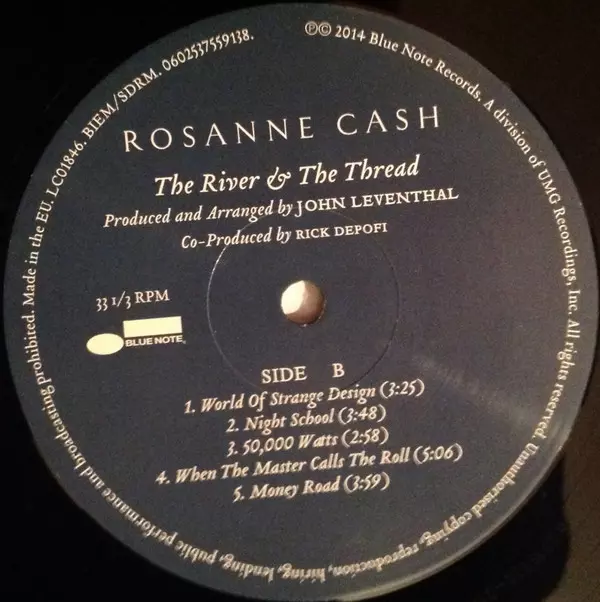 ℗© 2014 Blue Note Records. A division of UMG Recordings, Inc. All rights reserved. Unauthorised copying, reproduction, hiring, lending, public performance and broadcasting prohibited. Made in the EU. LC01846. BIEM/SDRM. 0602537559138.
ROSANNE CASH
The River & The Thread
Produced and Arranged by JOHN LEVENTHAL
Co-Produced by RICK DEPOFI
33 1/3 RPM
BLUE NOTE
SIDE B
1. World Of Strange Design (3:25)
2. Night School (3:48)
3. 50,000 Watts (2:58)
4. When The Master Calls The Roll (5:06)
5. Money Road (3:59)